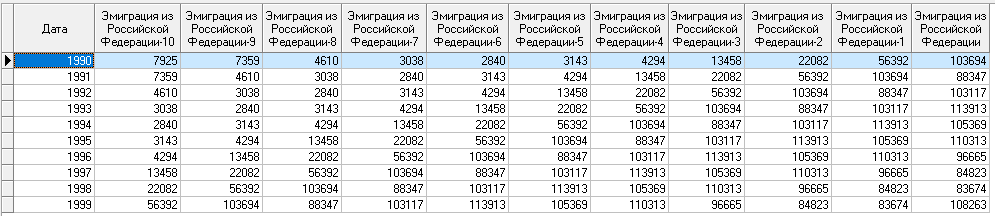 Дата Эмиграция из Российской Федерации-10 Эмиграция из Российской Федерации-9 Эмиграция из Российской Федерации-8 Эмиграция из Российской Федерации-7 Эмиграция из Российской Федерации-6 Эмиграция из Российской Федерации-5 Эмиграция из Российской Федерации-4 Эмиграция из Российской Федерации-3 Эмиграция из Российской Федерации-2 Эмиграция из Российской Федерации-1 Эмиграция из Российской Федерации
1990 7925 7359 4610 3038 2840 3143 4294 13458 22082 56392 103694
1991 7359 4610 3038 2840 3143 4294 13458 22082 56392 103694 88347
1992 4610 3038 2840 3143 4294 13458 22082 56392 103694 88347 103117
1993 3038 2840 3143 4294 13458 22082 56392 103694 88347 103117 113913
1994 2840 3143 4294 13458 22082 56392 103694 88347 103117 113913 105369
1995 3143 4294 13458 22082 56392 103694 88347 103117 113913 105369 110313
1996 4294 13458 22082 56392 103694 88347 103117 113913 105369 110313 96665
1997 13458 22082 56392 103694 88347 103117 113913 105369 110313 96665 84823
1998 22082 56392 103694 88347 103117 113913 105369 110313 96665 84823 83674
1999 56392 103694 88347 103117 113913 105369 110313 96665 84823 83674 108263